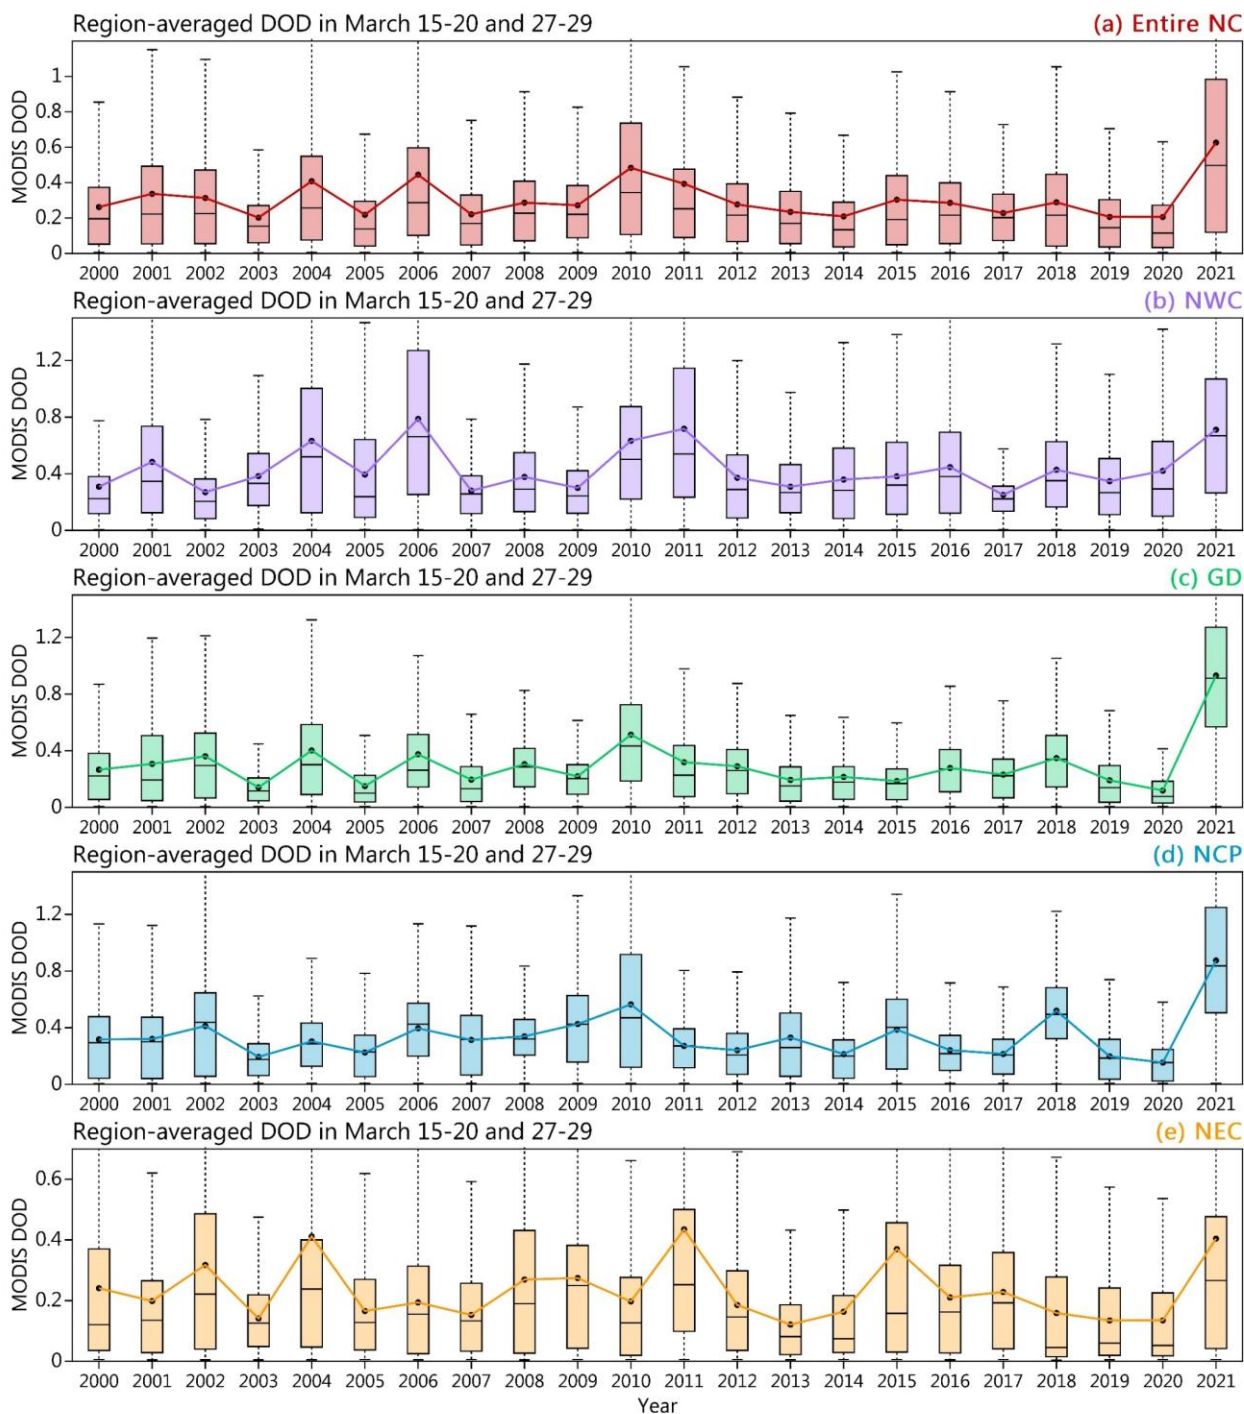 Region-averaged DOD in March 15-20 and 27-29 (a) Entire NC
MODIS DOD
1
0.8
0.6
0.4
0.2
0
2000 2001 2002 2003 2004 2005 2006 2007 2008 2009 2010 2011 2012 2013 2014 2015 2016 2017 2018 2019 2020 2021
Region-averaged DOD in March 15-20 and 27-29 (b) NWC
MODIS DOD
1.2
0.8
0.4
0
2000 2001 2002 2003 2004 2005 2006 2007 2008 2009 2010 2011 2012 2013 2014 2015 2016 2017 2018 2019 2020 2021
Region-averaged DOD in March 15-20 and 27-29 (c) GD
MODIS DOD
1.2
0.8
0.4
0
2000 2001 2002 2003 2004 2005 2006 2007 2008 2009 2010 2011 2012 2013 2014 2015 2016 2017 2018 2019 2020 2021
Region-averaged DOD in March 15-20 and 27-29 (d) NCP
MODIS DOD
1.2
0.8
0.4
0
2000 2001 2002 2003 2004 2005 2006 2007 2008 2009 2010 2011 2012 2013 2014 2015 2016 2017 2018 2019 2020 2021
Region-averaged DOD in March 15-20 and 27-29 (e) NEC
MODIS DOD
0.6
0.4
0.2
0
2000 2001 2002 2003 2004 2005 2006 2007 2008 2009 2010 2011 2012 2013 2014 2015 2016 2017 2018 2019 2020 2021
Year